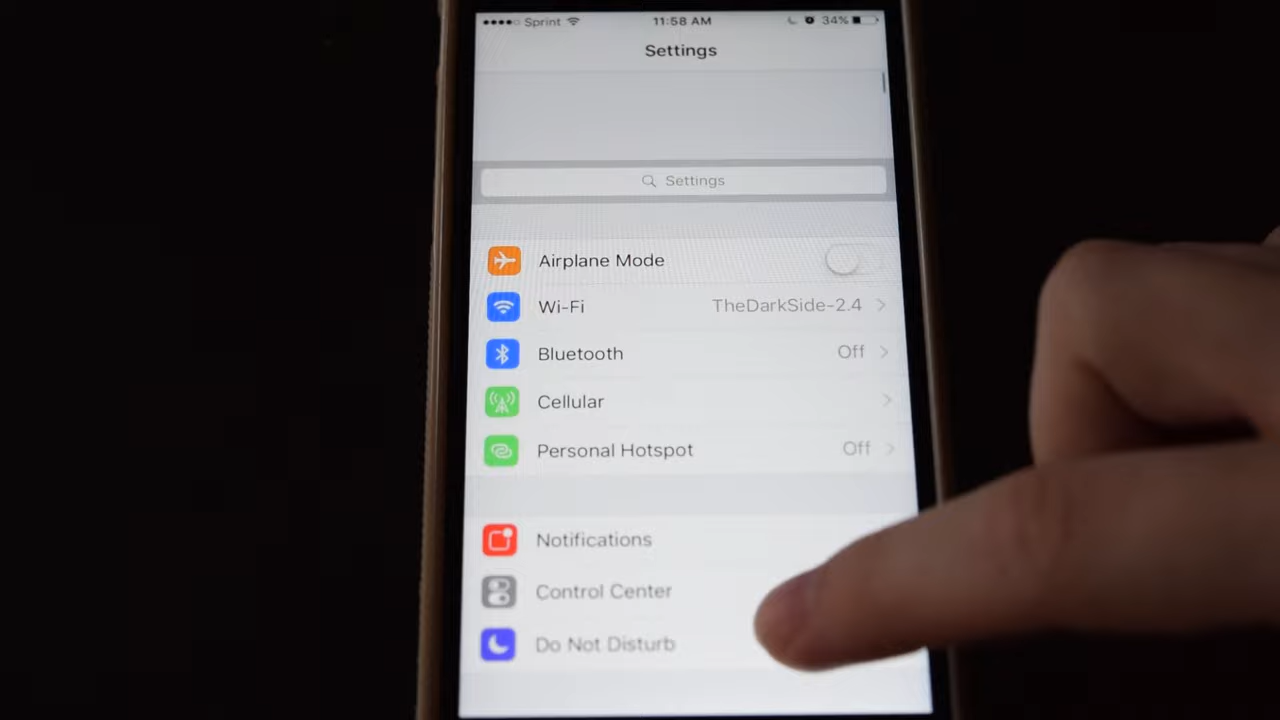 Sprint 11:58 AM 34%
Settings
Settings
Airplane Mode
Wi-Fi TheDarkSide-2.4
Bluetooth Off
Cellular
Personal Hotspot Off
Notifications
Control Center
Do Not Disturb